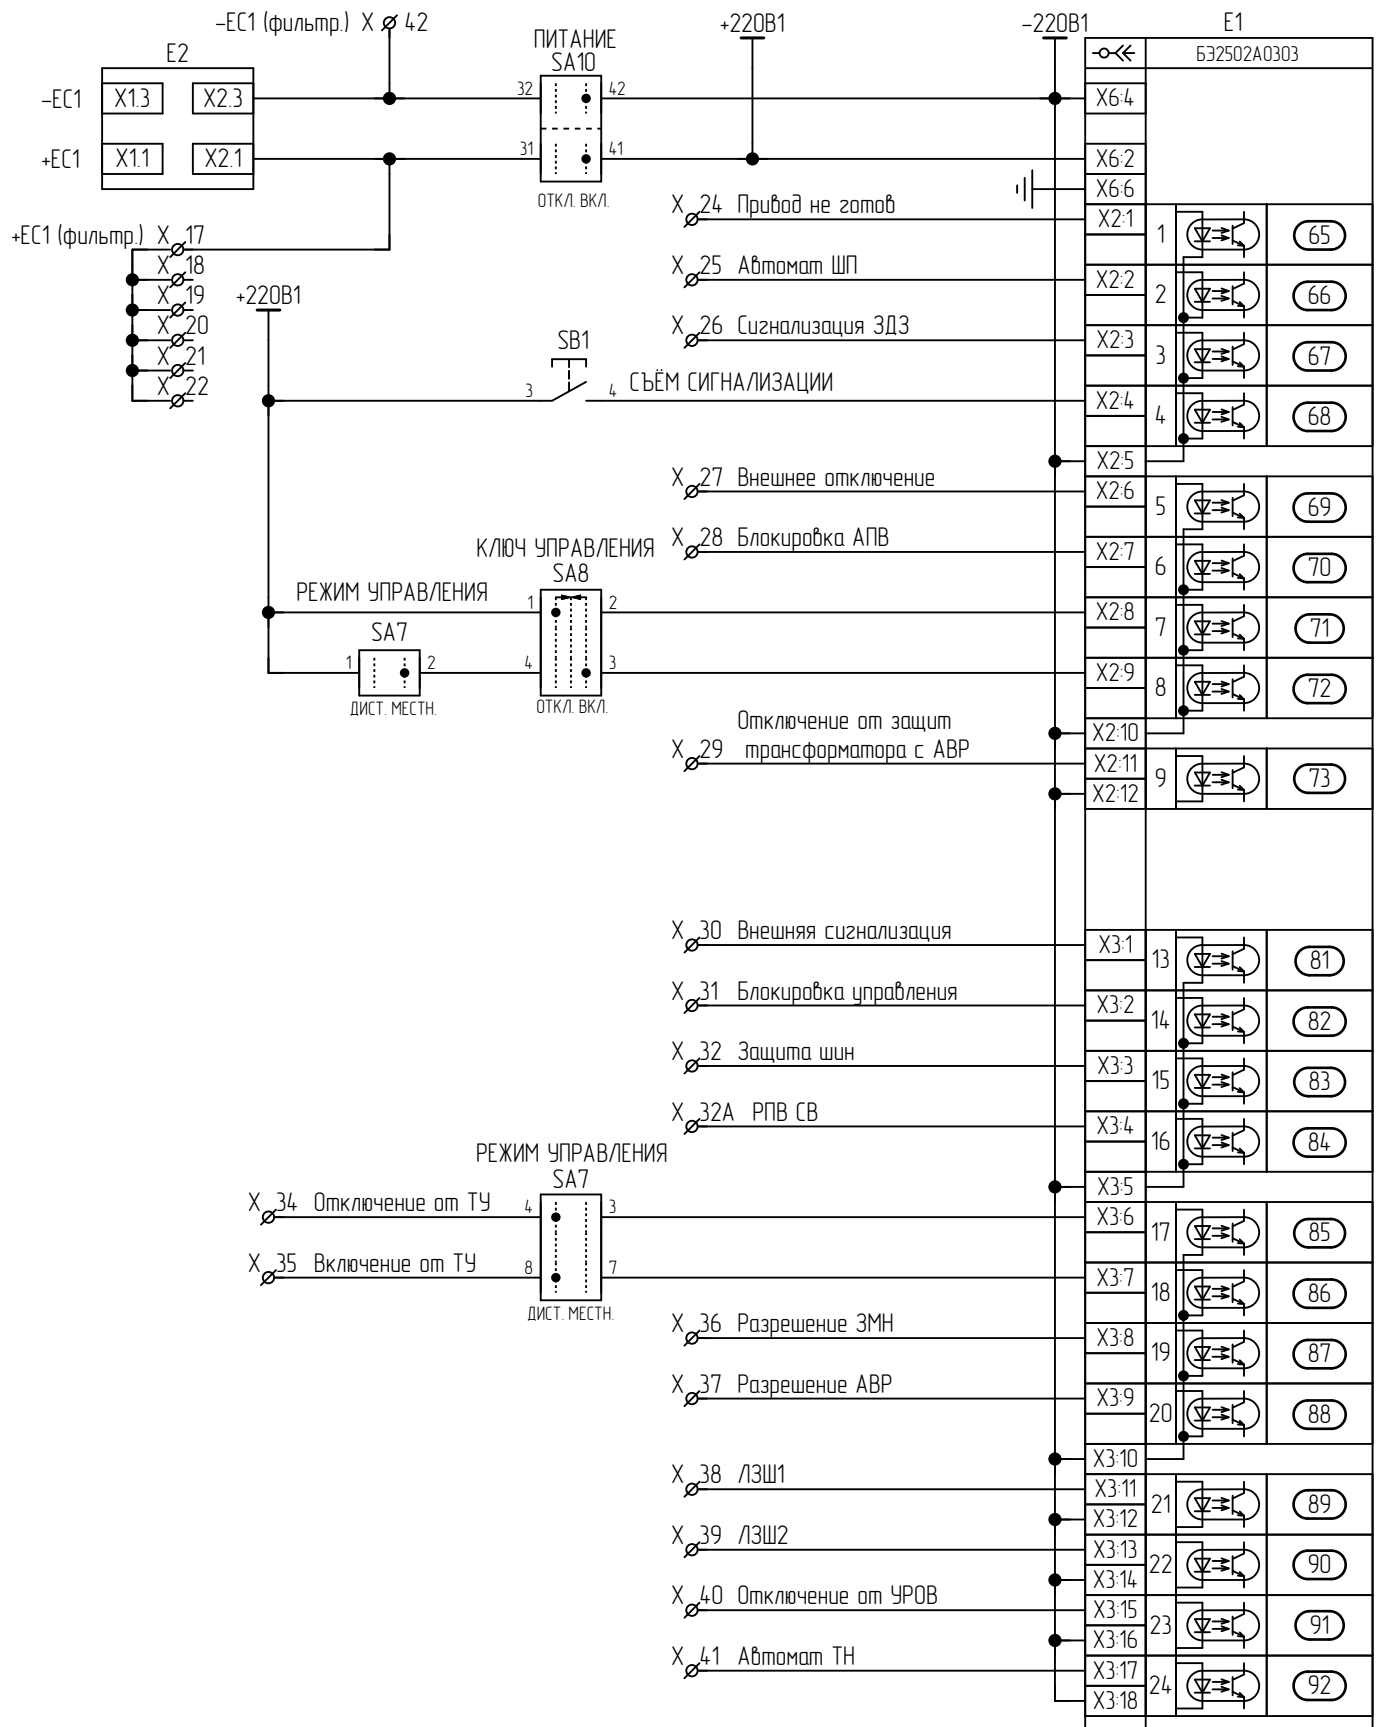 –ЕС1 (фильтр.) X 42
+220В1
–220В1
E1
E2
ПИТАНИЕ
SA10
БЭ2502А0303
–ЕС1 X1.3 X2.3 32 42 X6:4
+ЕС1 X1.1 X2.1 31 41 X6:2
ОТКЛ. ВКЛ.
X6:6
X 24 Привод не готов X2:1 1 65
+ЕС1 (фильтр.) X 17
X 18
X 25 Автомат ШП X2:2 2 66
X 19
+220В1
X 20
X 26 Сигнализация ЗДЗ X2:3 3 67
X 21
X 22
SB1
3 4 СЪЁМ СИГНАЛИЗАЦИИ X2:4 4 68
X2:5
X 27 Внешнее отключение X2:6 5 69
X 28 Блокировка АПВ X2:7 6 70
КЛЮЧ УПРАВЛЕНИЯ
SA8
РЕЖИМ УПРАВЛЕНИЯ
1 2 X2:8 7 71
SA7
1 2 4 3 X2:9 8 72
ДИСТ. МЕСТН.
ОТКЛ. ВКЛ.
X2:10
Отключение от защит
X 29 трансформатора с АВР X2:11 9 73
X2:12
X 30 Внешняя сигнализация X3:1 13 81
X 31 Блокировка управления X3:2 14 82
X 32 Защита шин X3:3 15 83
X 32А РПВ СВ X3:4 16 84
РЕЖИМ УПРАВЛЕНИЯ
SA7
X3:5
X 34 Отключение от ТУ 4 3 X3:6 17 85
X 35 Включение от ТУ 8 7 X3:7 18 86
ДИСТ. МЕСТН.
X 36 Разрешение ЗМН X3:8 19 87
X 37 Разрешение АВР X3:9 20 88
X3:10
X 38 ЛЗШ1 X3:11 21 89
X3:12
X 39 ЛЗШ2 X3:13 22 90
X3:14
X 40 Отключение от УРОВ X3:15 23 91
X3:16
X 41 Автомат ТН X3:17 24 92
X3:18